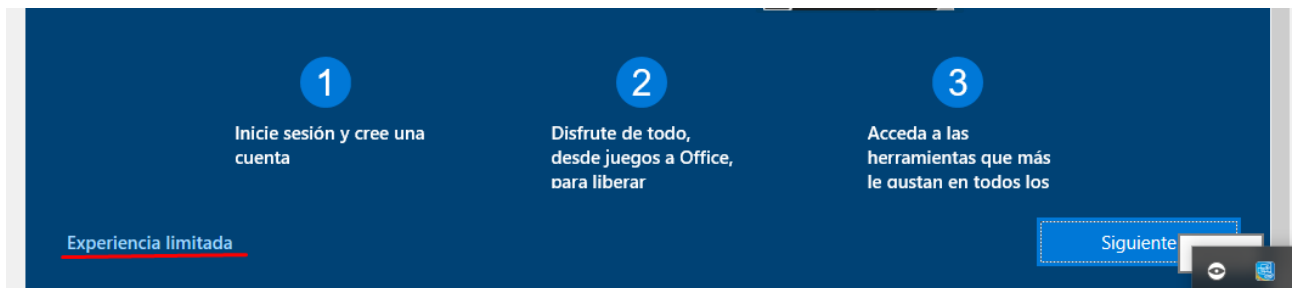 1
2
3
Inicie sesión y cree una
cuenta
Disfrute de todo,
desde juegos a Office,
para liberar
Acceda a las
herramientas que más
le gustan en todos los
Experiencia limitada
Siguiente